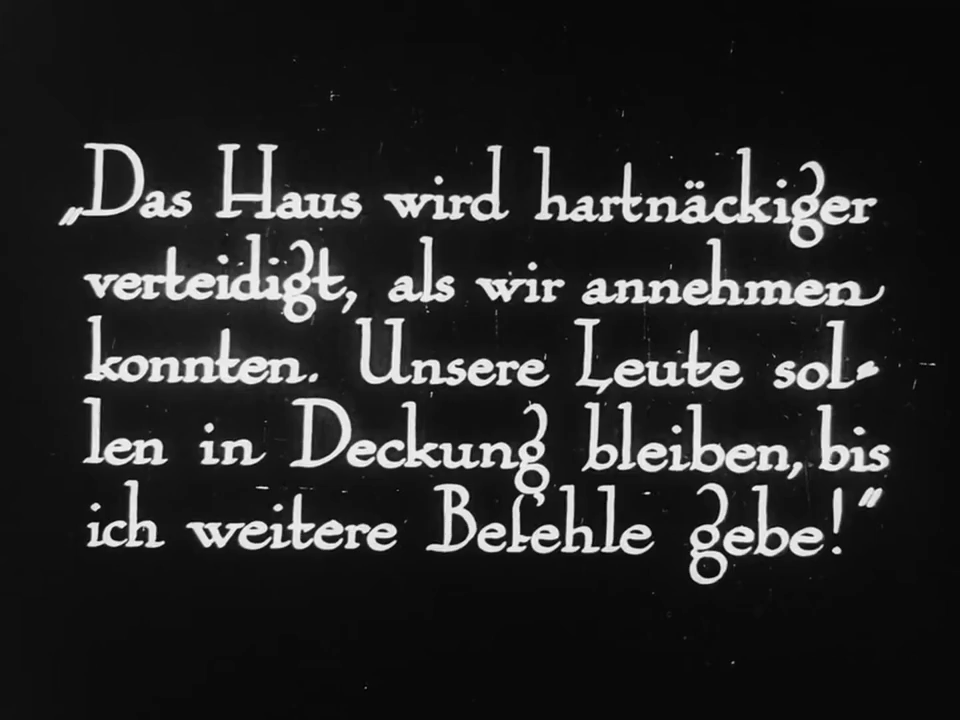 „Das Haus wird hartnäckiger
verteidigt, als wir annehmen
konnten. Unsere Leute sol-
len in Deckung bleiben, bis
ich weitere Befehle gebe!“